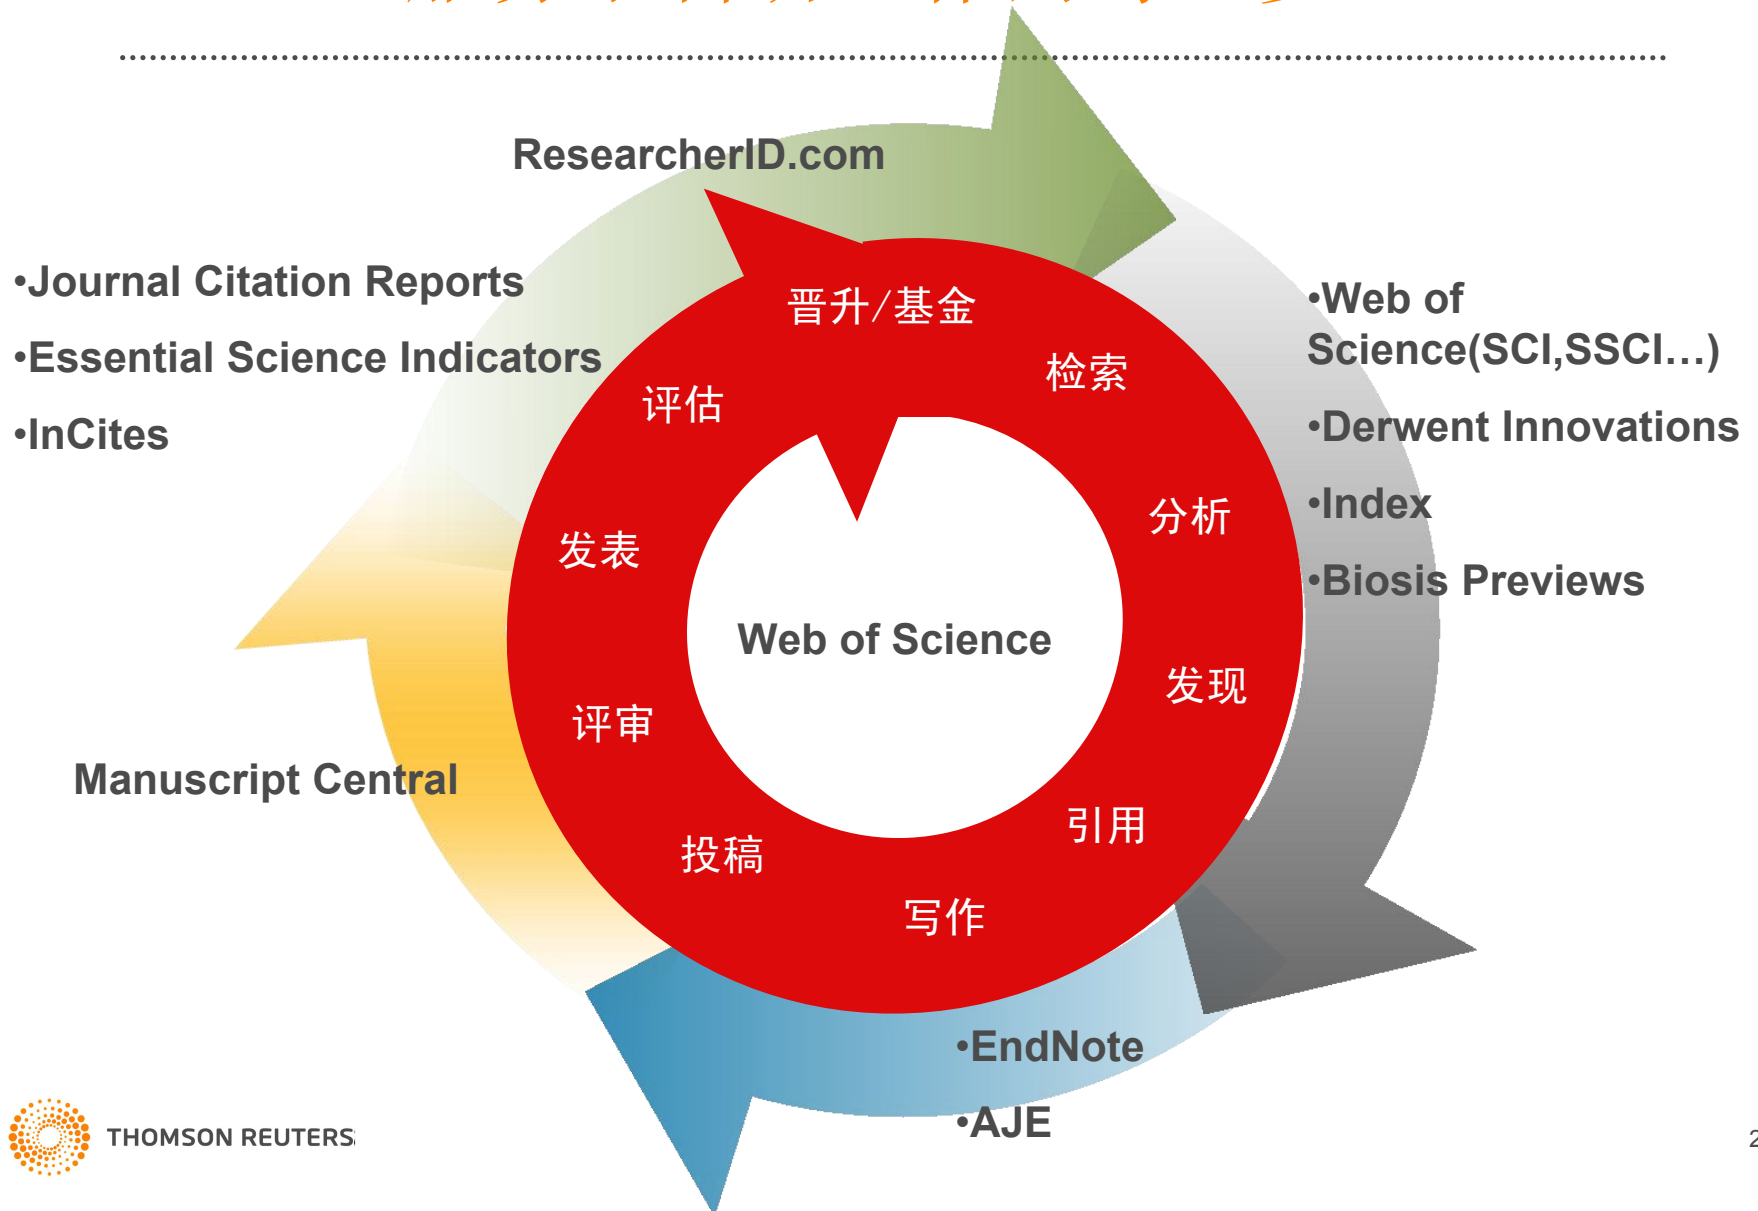 ResearcherID.com
•Journal Citation Reports
•Essential Science Indicators
•InCites
晋升/基金
检索
评估
分析
发表
发现
评审
引用
投稿
写作
Web of Science
•Web of
Science(SCI,SSCI…)
•Derwent Innovations
•Index
•Biosis Previews
Manuscript Central
•EndNote
•AJE
THOMSON REUTERS